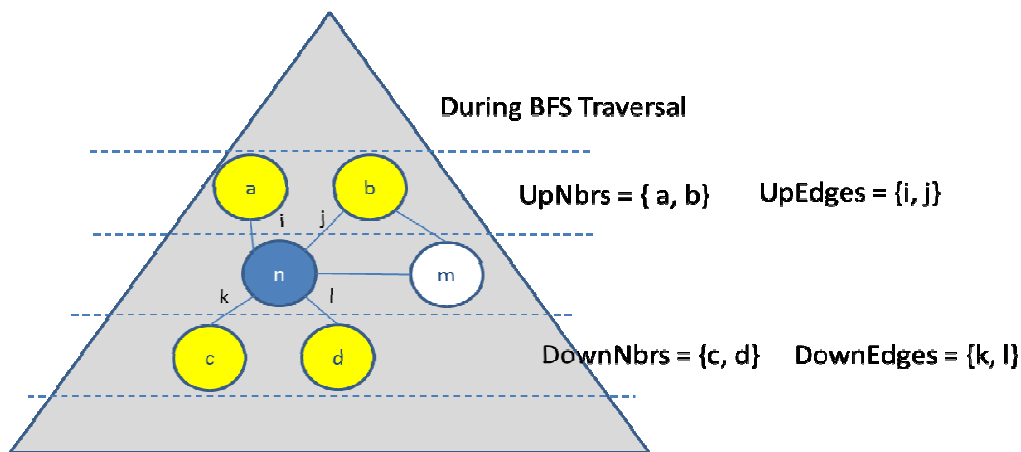 During BFS Traversal
a b
UpNbrs = { a, b} UpEdges = {i, j}
i j
n m
k l
c d
DownNbrs = {c, d} DownEdges = {k, l}